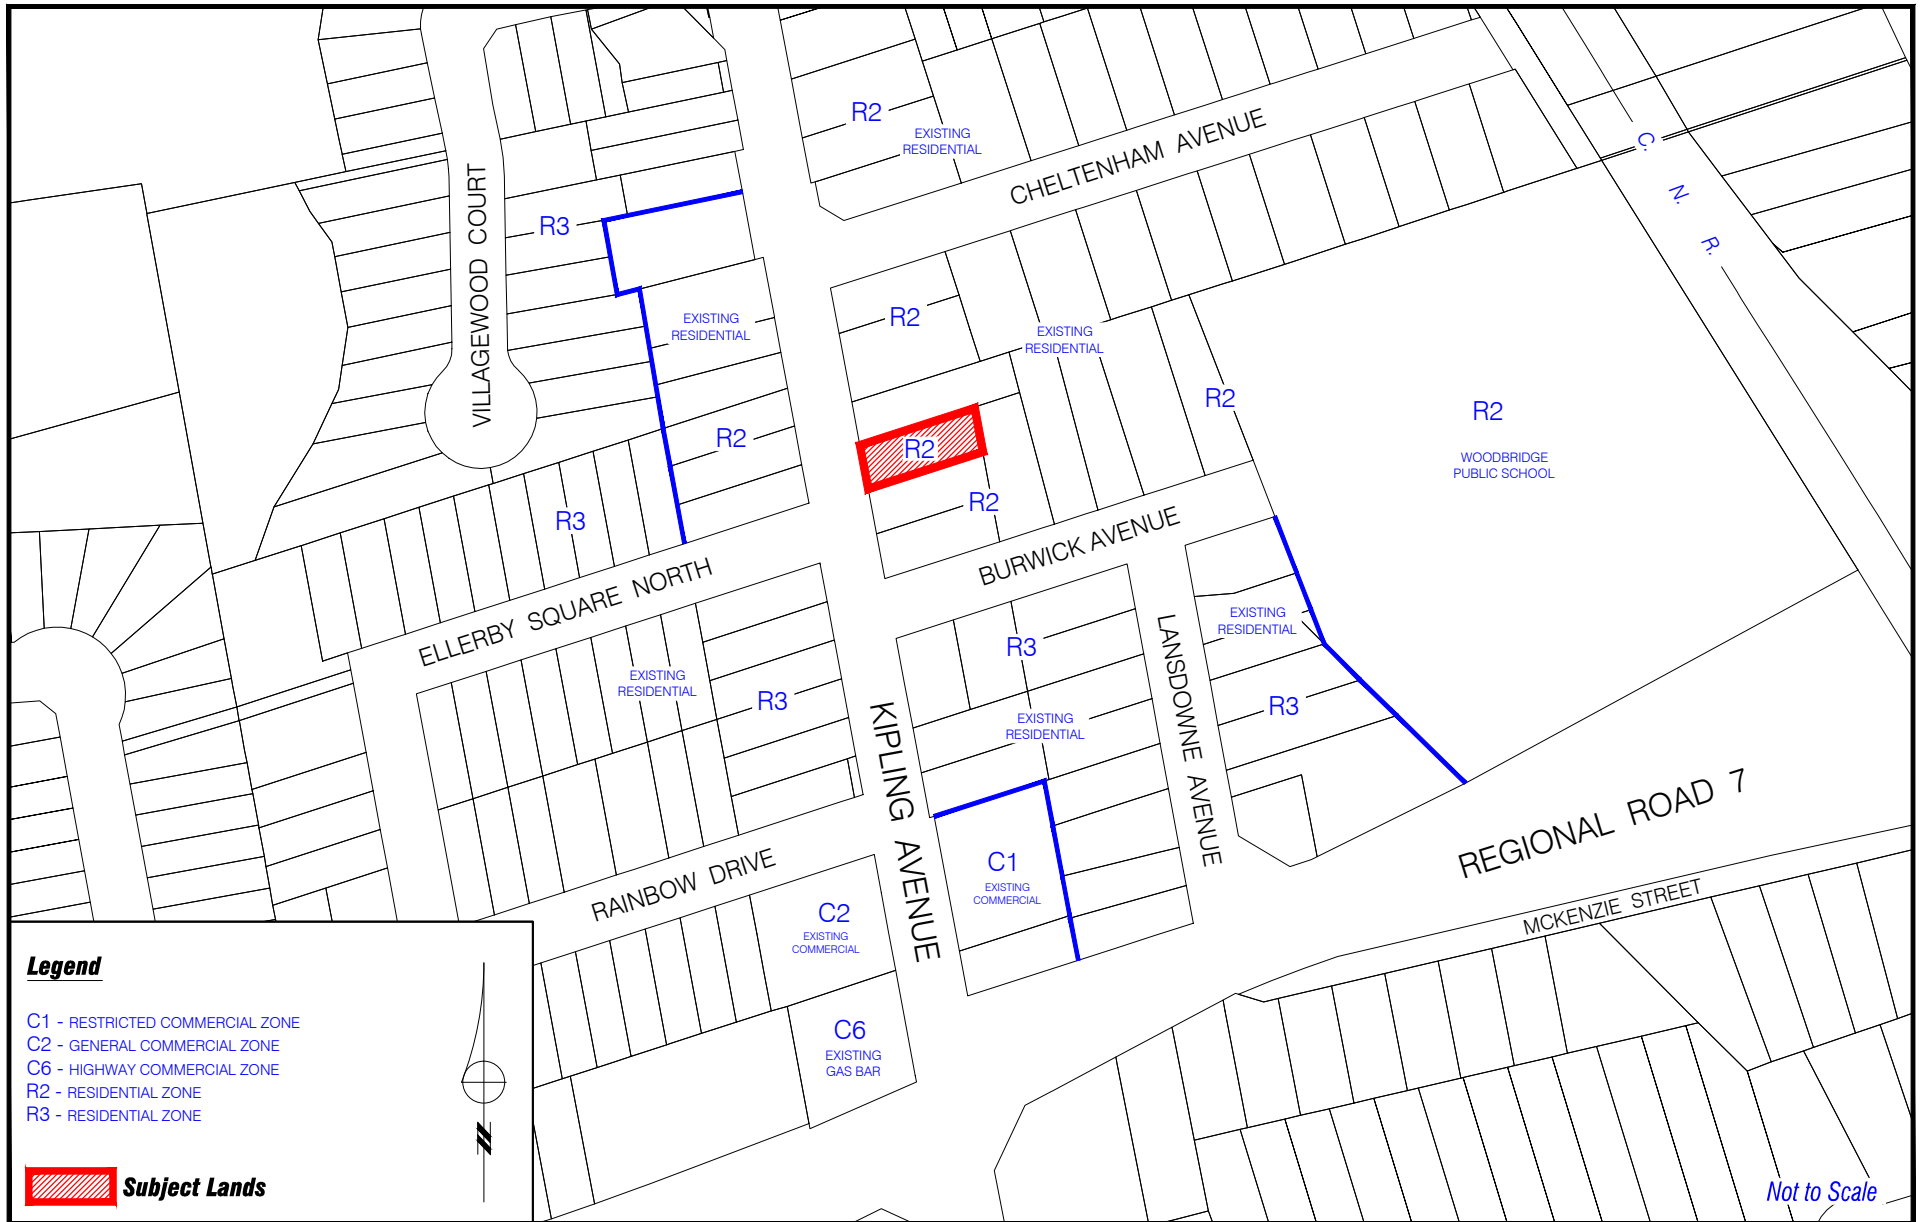 R2
EXISTING
RESIDENTIAL
CHELTENHAM AVENUE
C. N. R.
VILLAGEWOOD COURT
R3
EXISTING
RESIDENTIAL
R2
EXISTING
RESIDENTIAL
R2
R2
WOODBRIDGE
PUBLIC SCHOOL
R2
R2
R2
R3
BURWICK AVENUE
ELLERBY SQUARE NORTH
EXISTING
RESIDENTIAL
R3
EXISTING
RESIDENTIAL
R3
LANSDOWNE AVENUE
R3
KIPLING AVENUE
EXISTING
RESIDENTIAL
R3
REGIONAL ROAD 7
RAINBOW DRIVE
C1
EXISTING
COMMERCIAL
MCKENZIE STREET
C2
EXISTING
COMMERCIAL
C6
EXISTING
GAS BAR
Legend
C1 - RESTRICTED COMMERCIAL ZONE
C2 - GENERAL COMMERCIAL ZONE
C6 - HIGHWAY COMMERCIAL ZONE
R2 - RESIDENTIAL ZONE
R3 - RESIDENTIAL ZONE
N
Subject Lands
Not to Scale